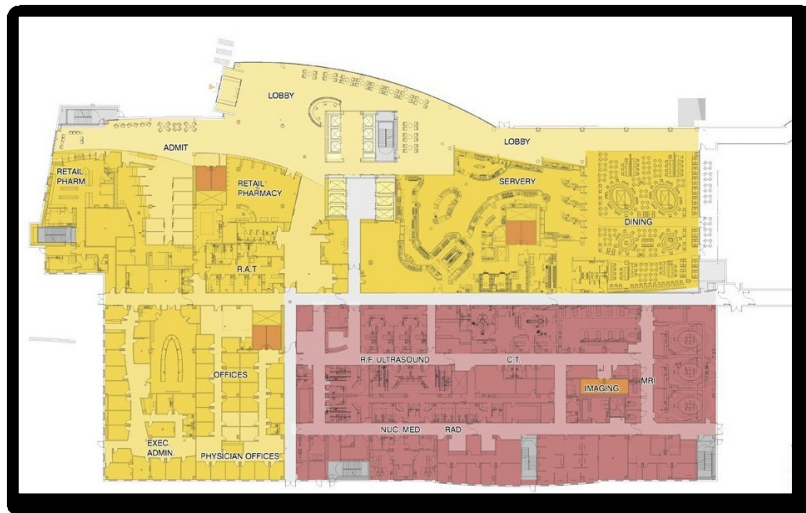 LOBBY
LOBBY
ADMIT
RETAIL
PHARM
RETAIL
PHARMACY
SERVERY
DINING
R.A.T
R.F. ULTRASOUND
C.T.
OFFICES
IMAGING
MRI
NUC. MED.
RAD
EXEC.
ADMIN.
PHYSICIAN OFFICES